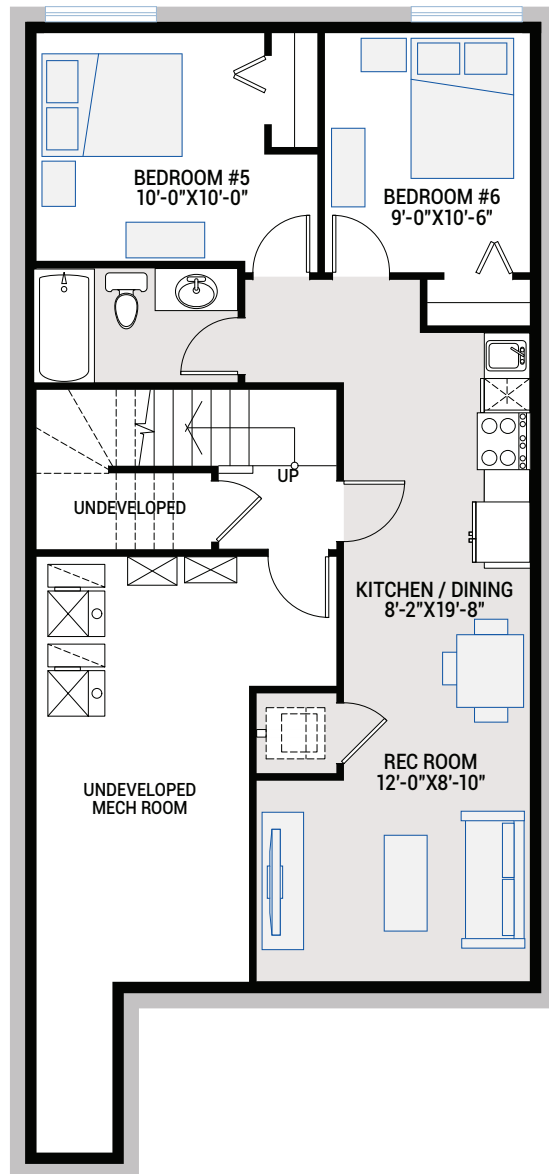 BEDROOM #5
10'-0"X10'-0"
BEDROOM #6
9'-0"X10'-6"
UP
UNDEVELOPED
KITCHEN / DINING
8'-2"X19'-8"
REC ROOM
12'-0"X8'-10"
UNDEVELOPED
MECH ROOM